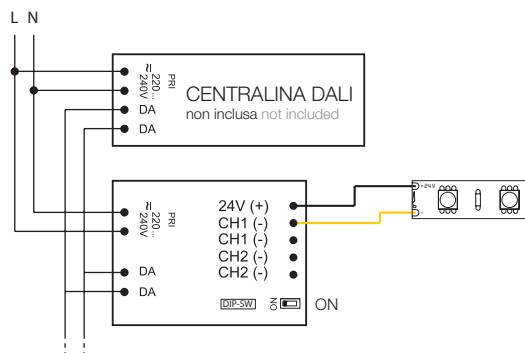 L N
≂ 220... 240V
PRI
DA
DA
CENTRALINA DALI
non inclusa not included
≂ 220... 240V
PRI
DA
DA
24V (+)
CH1 (-)
CH1 (-)
CH2 (-)
CH2 (-)
DIP-SW
ON
ON
+24V
-